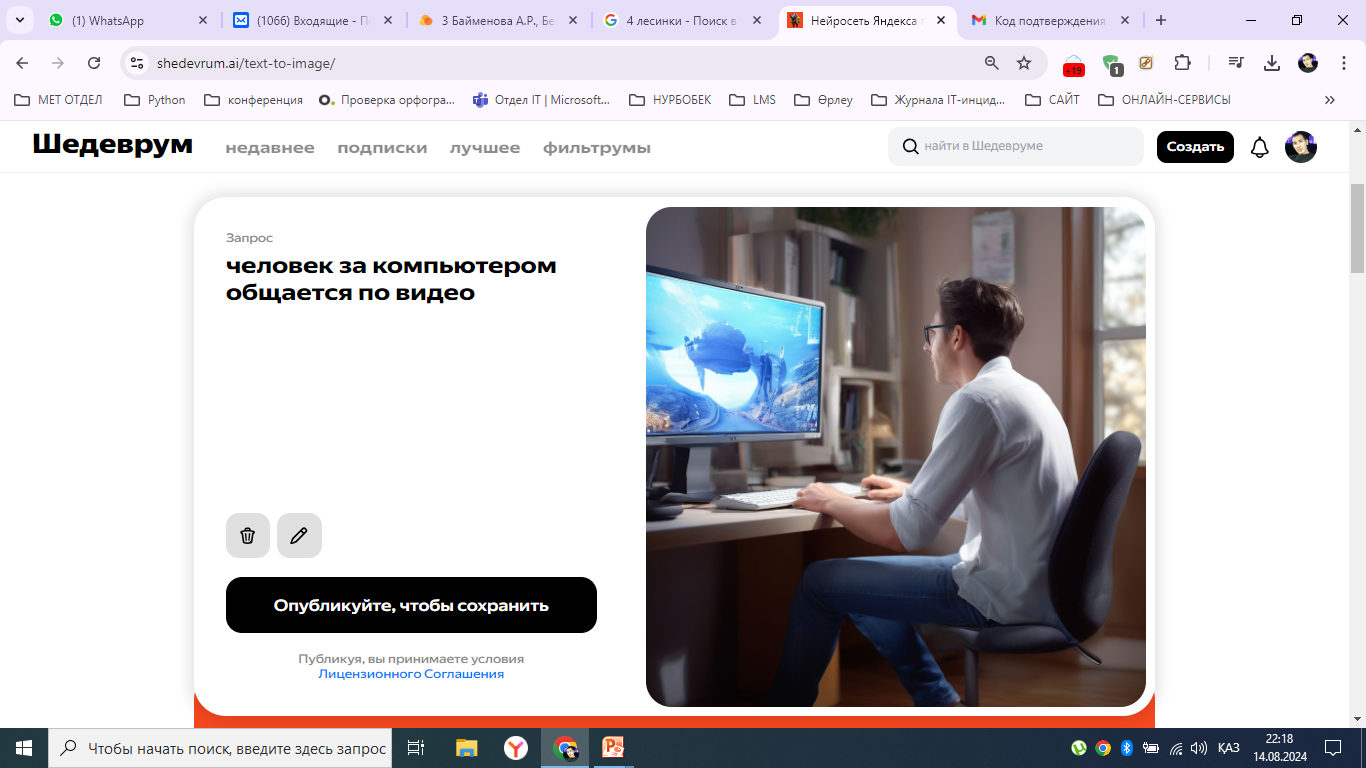 (1) WhatsApp
(1066) Входящие - П
3 Байменова А.Р., Бе
4 лесинки - Поиск в
Нейросеть Яндекса
Код подтверждения
shedevrum.ai/text-to-image/
+19
1
МЕТ ОТДЕЛ
Python
конференция
Проверка орфогра...
Отдел IT | Microsoft...
НУРБОБЕК
LMS
Өрлеу
Журнала IT-инцид...
САЙТ
ОНЛАЙН-СЕРВИСЫ
Шедеврум
недавнее
подписки
лучшее
фильтрумы
найти в Шедевруме
Создать
Запрос
человек за компьютером
общается по видео
Опубликуйте, чтобы сохранить
Публикуя, вы принимаете условия
Лицензионного Соглашения
Чтобы начать поиск, введите здесь запрос
ҚАЗ
22:18
14.08.2024